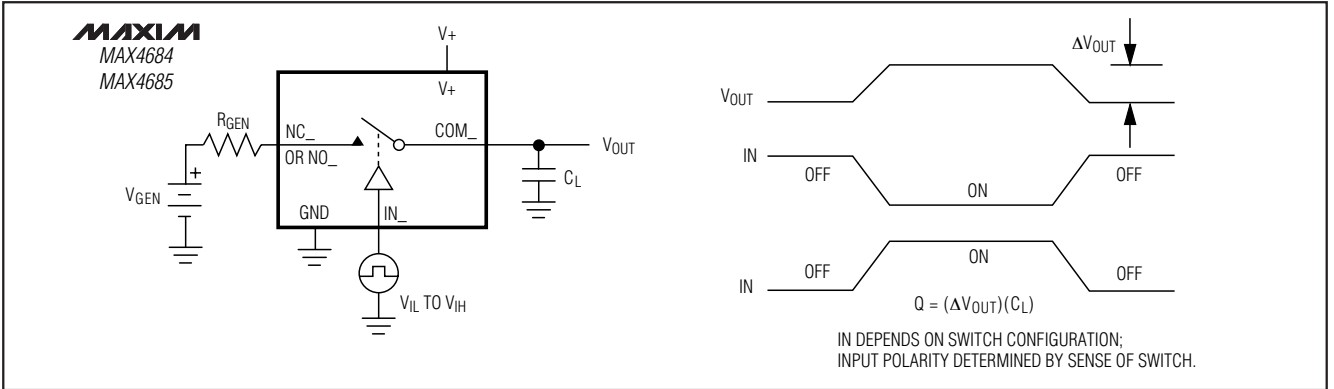 MAXIM
MAX4684
MAX4685
V+
V+
RGEN
NC_
OR NO_
COM_
VOUT
CL
VGEN
+
GND
IN_
VIL TO VIH
ΔVOUT
VOUT
IN
OFF
ON
OFF
IN
OFF
ON
OFF
Q = (ΔVOUT)(CL)
IN DEPENDS ON SWITCH CONFIGURATION;
INPUT POLARITY DETERMINED BY SENSE OF SWITCH.